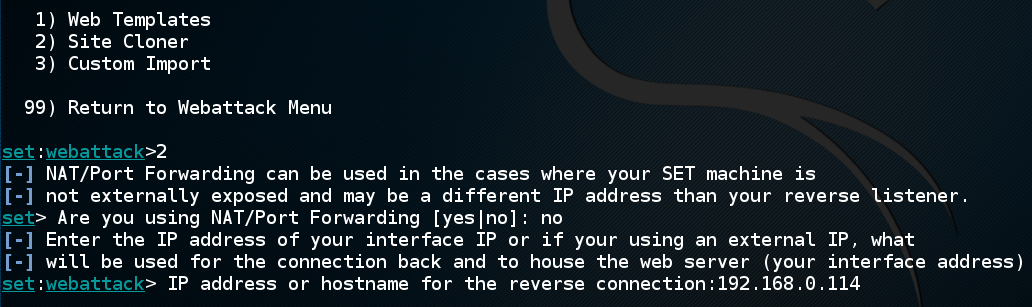 1) Web Templates
2) Site Cloner
3) Custom Import
99) Return to Webattack Menu
set:webattack>2
[-] NAT/Port Forwarding can be used in the cases where your SET machine is
[-] not externally exposed and may be a different IP address than your reverse listener.
set> Are you using NAT/Port Forwarding [yes|no]: no
[-] Enter the IP address of your interface IP or if your using an external IP, what
[-] will be used for the connection back and to house the web server (your interface address)
set:webattack> IP address or hostname for the reverse connection:192.168.0.114